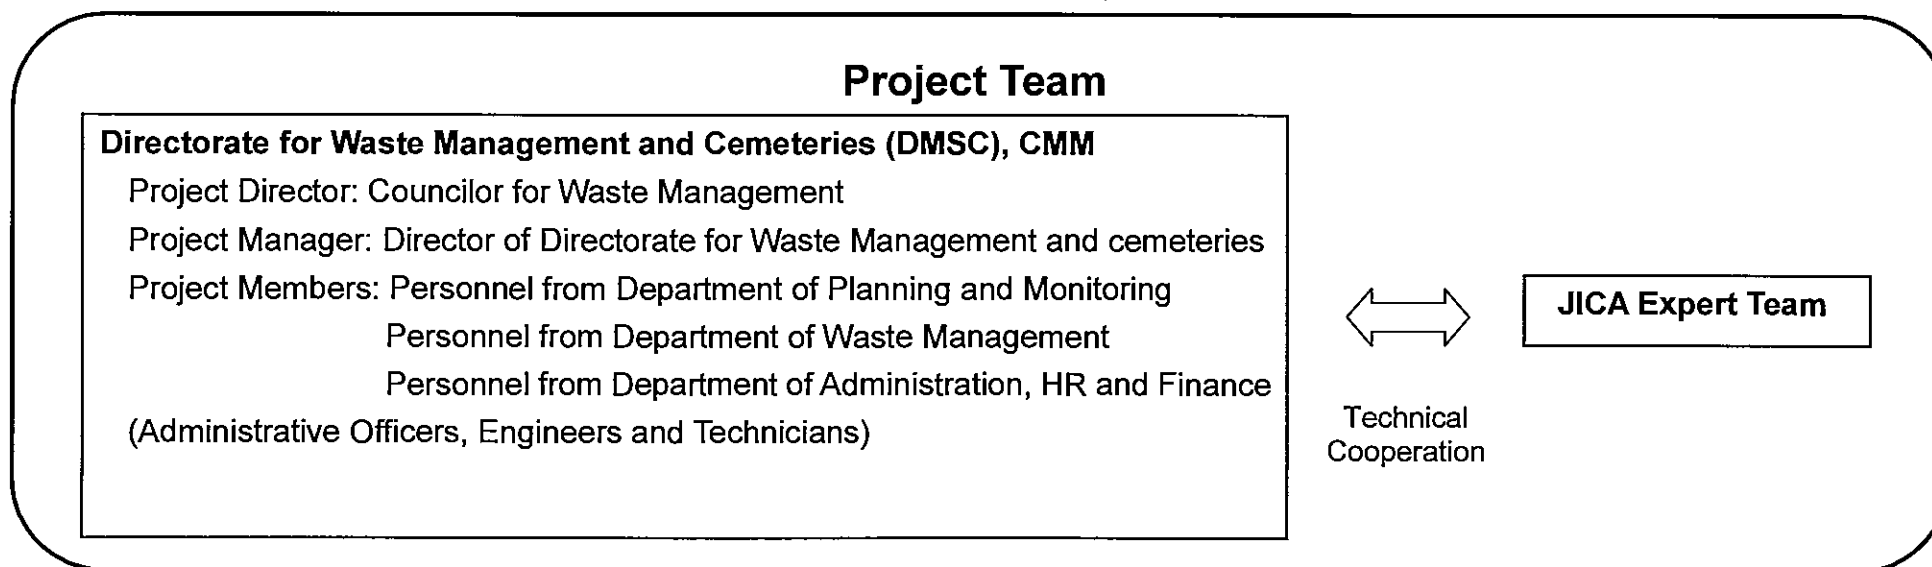 Project Team
Directorate for Waste Management and Cemeteries (DMSC), CMM
Project Director: Councilor for Waste Management
Project Manager: Director of Directorate for Waste Management and cemeteries
Project Members: Personnel from Department of Planning and Monitoring
Personnel from Department of Waste Management
Personnel from Department of Administration, HR and Finance
(Administrative Officers, Engineers and Technicians)
JICA Expert Team
Technical
Cooperation